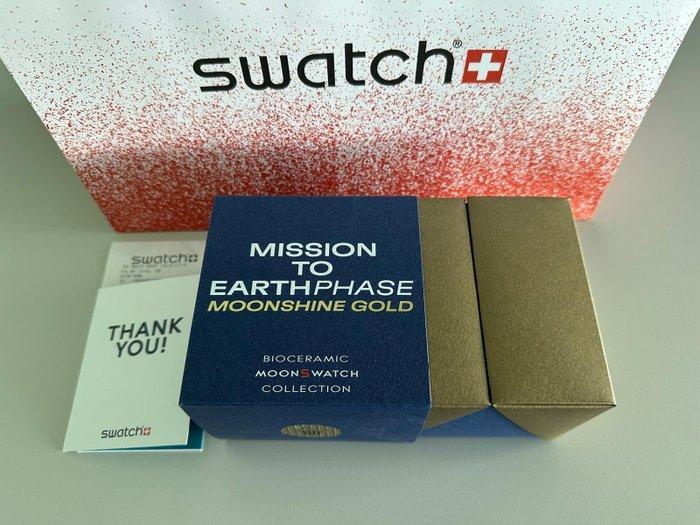 swatch®
MISSION
TO
EARTHPHASE
MOONSHINE GOLD
BIOCERAMIC
MOONSWATCH
COLLECTION
swatch
THANK
YOU!
swatch